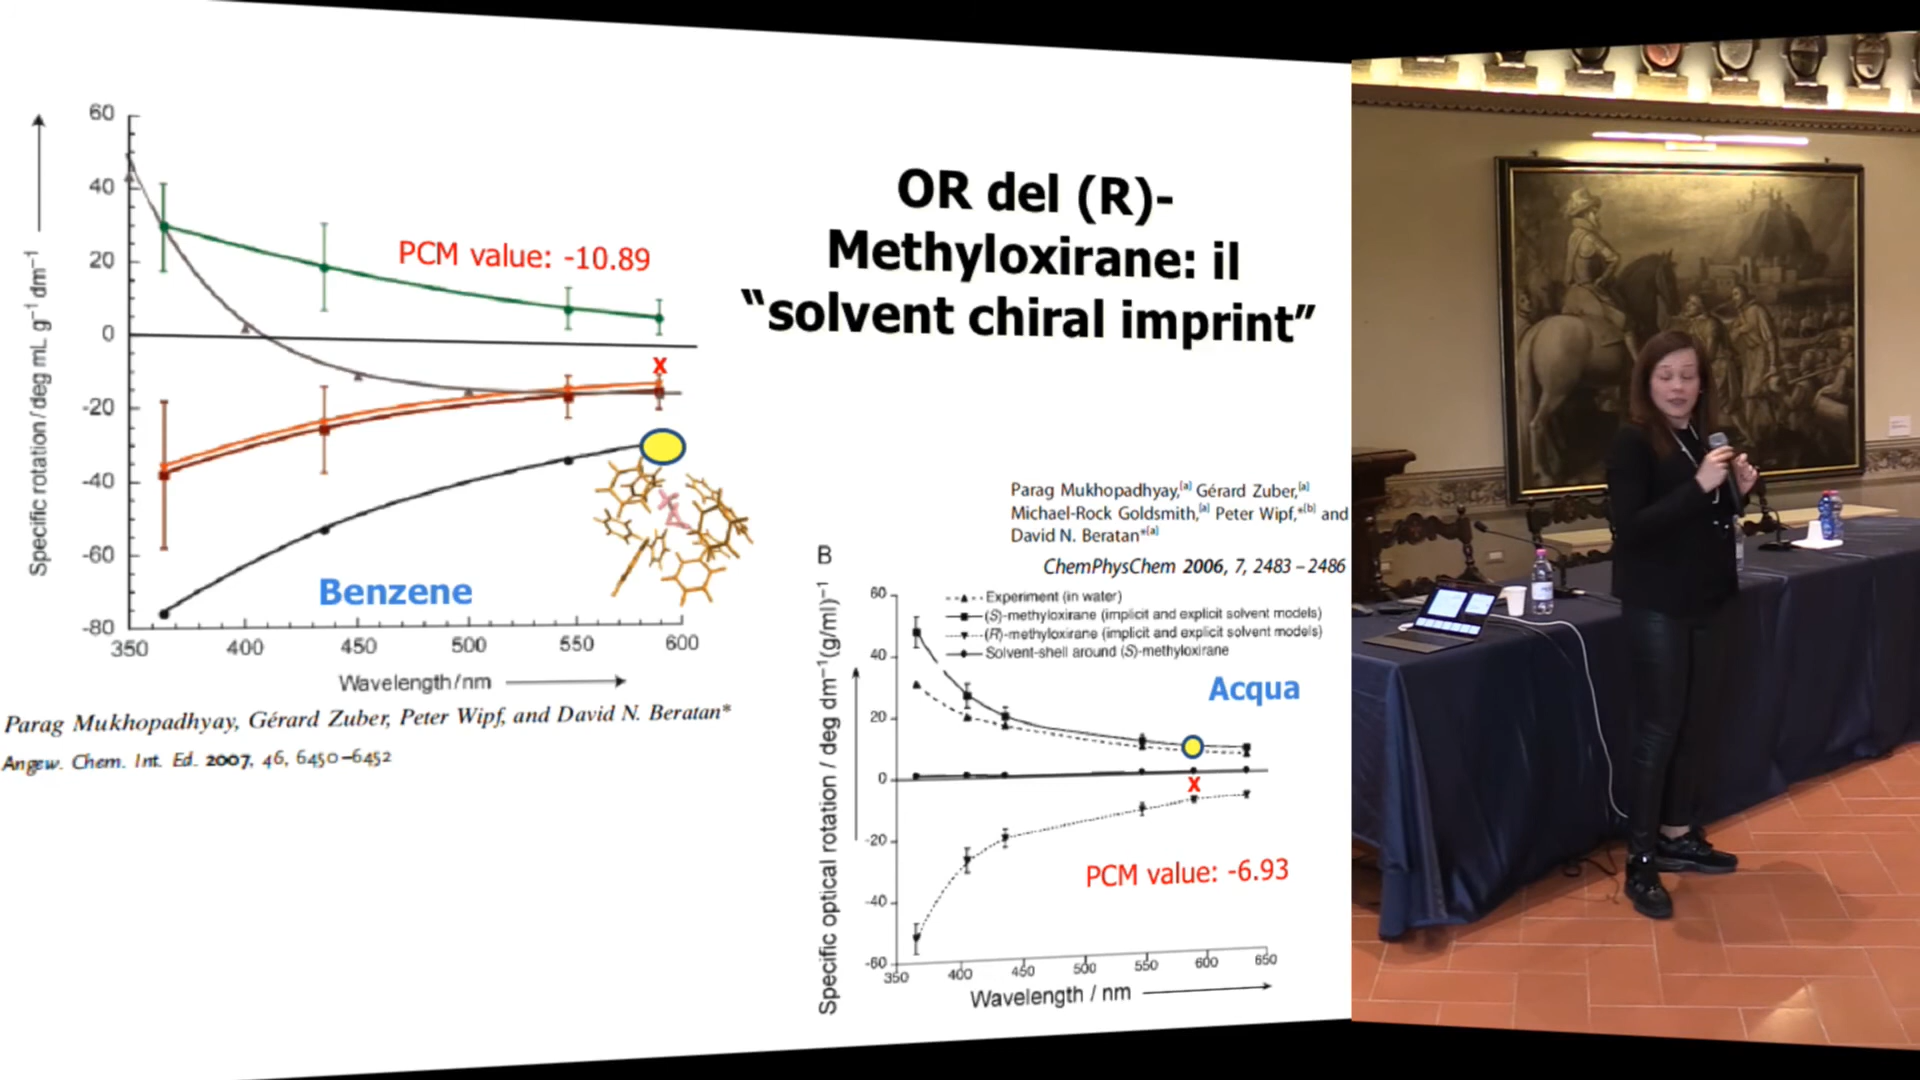 OR del (R)-
Methyloxirane: il
“solvent chiral imprint”
60
40
20
0
-20
-40
-60
-80
350
400
450
500
550
600
Specific rotation / deg mL g⁻¹ dm⁻¹
Wavelength/nm
PCM value: -10.89
x
Benzene
Parag Mukhopadhyay, Gérard Zuber, Peter Wipf, and David N. Beratan*
Angew. Chem. Int. Ed. 2007, 46, 6450–6452
Parag Mukhopadhyay,[a] Gérard Zuber,[a]
Michael-Rock Goldsmith,[a] Peter Wipf,*[b] and
David N. Beratan*[a]
ChemPhysChem 2006, 7, 2483 – 2486
B
60
40
20
0
-20
-40
-60
350
400
450
500
550
600
650
Specific optical rotation / deg dm⁻¹(g/ml)⁻¹
Wavelength / nm
Experiment (in water)
(S)-methyloxirane (implicit and explicit solvent models)
(R)-methyloxirane (implicit and explicit solvent models)
Solvent-shell around (S)-methyloxirane
Acqua
x
PCM value: -6.93